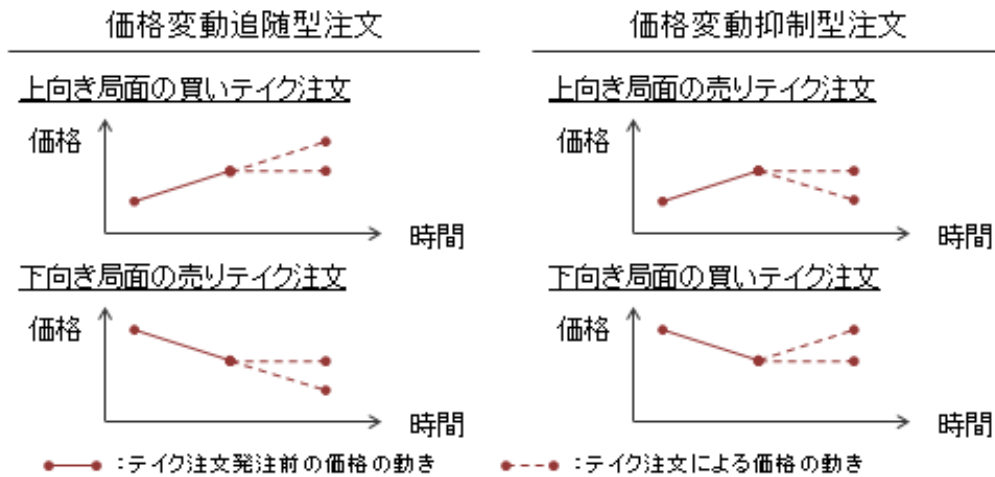 価格変動追随型注文
価格変動抑制型注文
上向き局面の買いテイク注文
価格
時間
上向き局面の売りテイク注文
価格
時間
下向き局面の売りテイク注文
価格
時間
下向き局面の買いテイク注文
価格
時間
：テイク注文発注前の価格の動き
：テイク注文による価格の動き